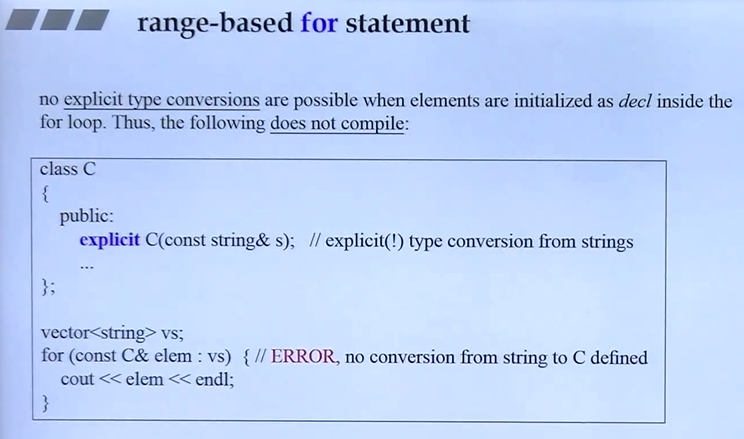 range-based for statement
no explicit type conversions are possible when elements are initialized as decl inside the
for loop. Thus, the following does not compile:
class C
{
public:
explicit C(const string& s); // explicit(!) type conversion from strings
...
};
vector<string> vs;
for (const C& elem : vs) { // ERROR, no conversion from string to C defined
cout << elem << endl;
}